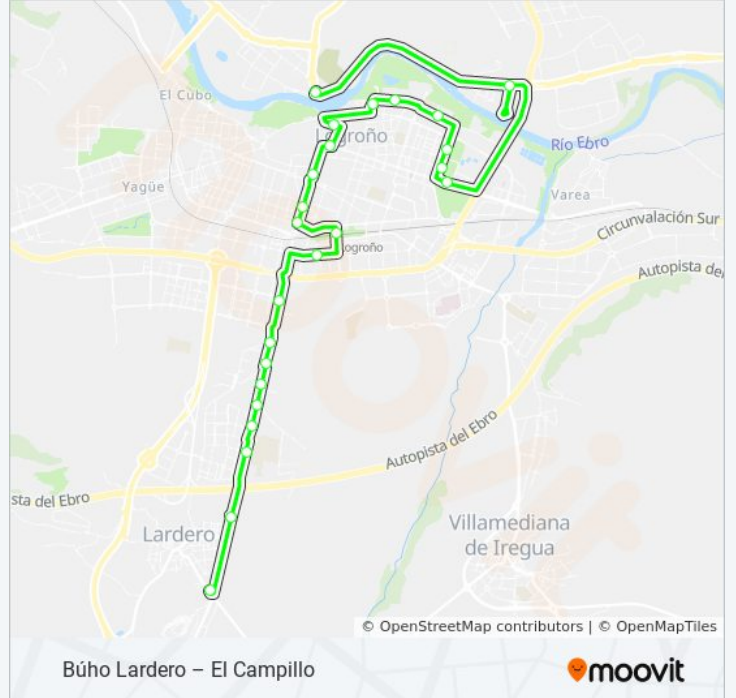 El Cubo
Logroño
Río Ebro
Yagüe
Varea
Circunvalación Sur
Logroño
Autopista del
Autopista del Ebro
sta del Ebro
Lardero
Villamediana
de Iregua
© OpenStreetMap contributors | © OpenMapTiles
Búho Lardero – El Campillo
moovit